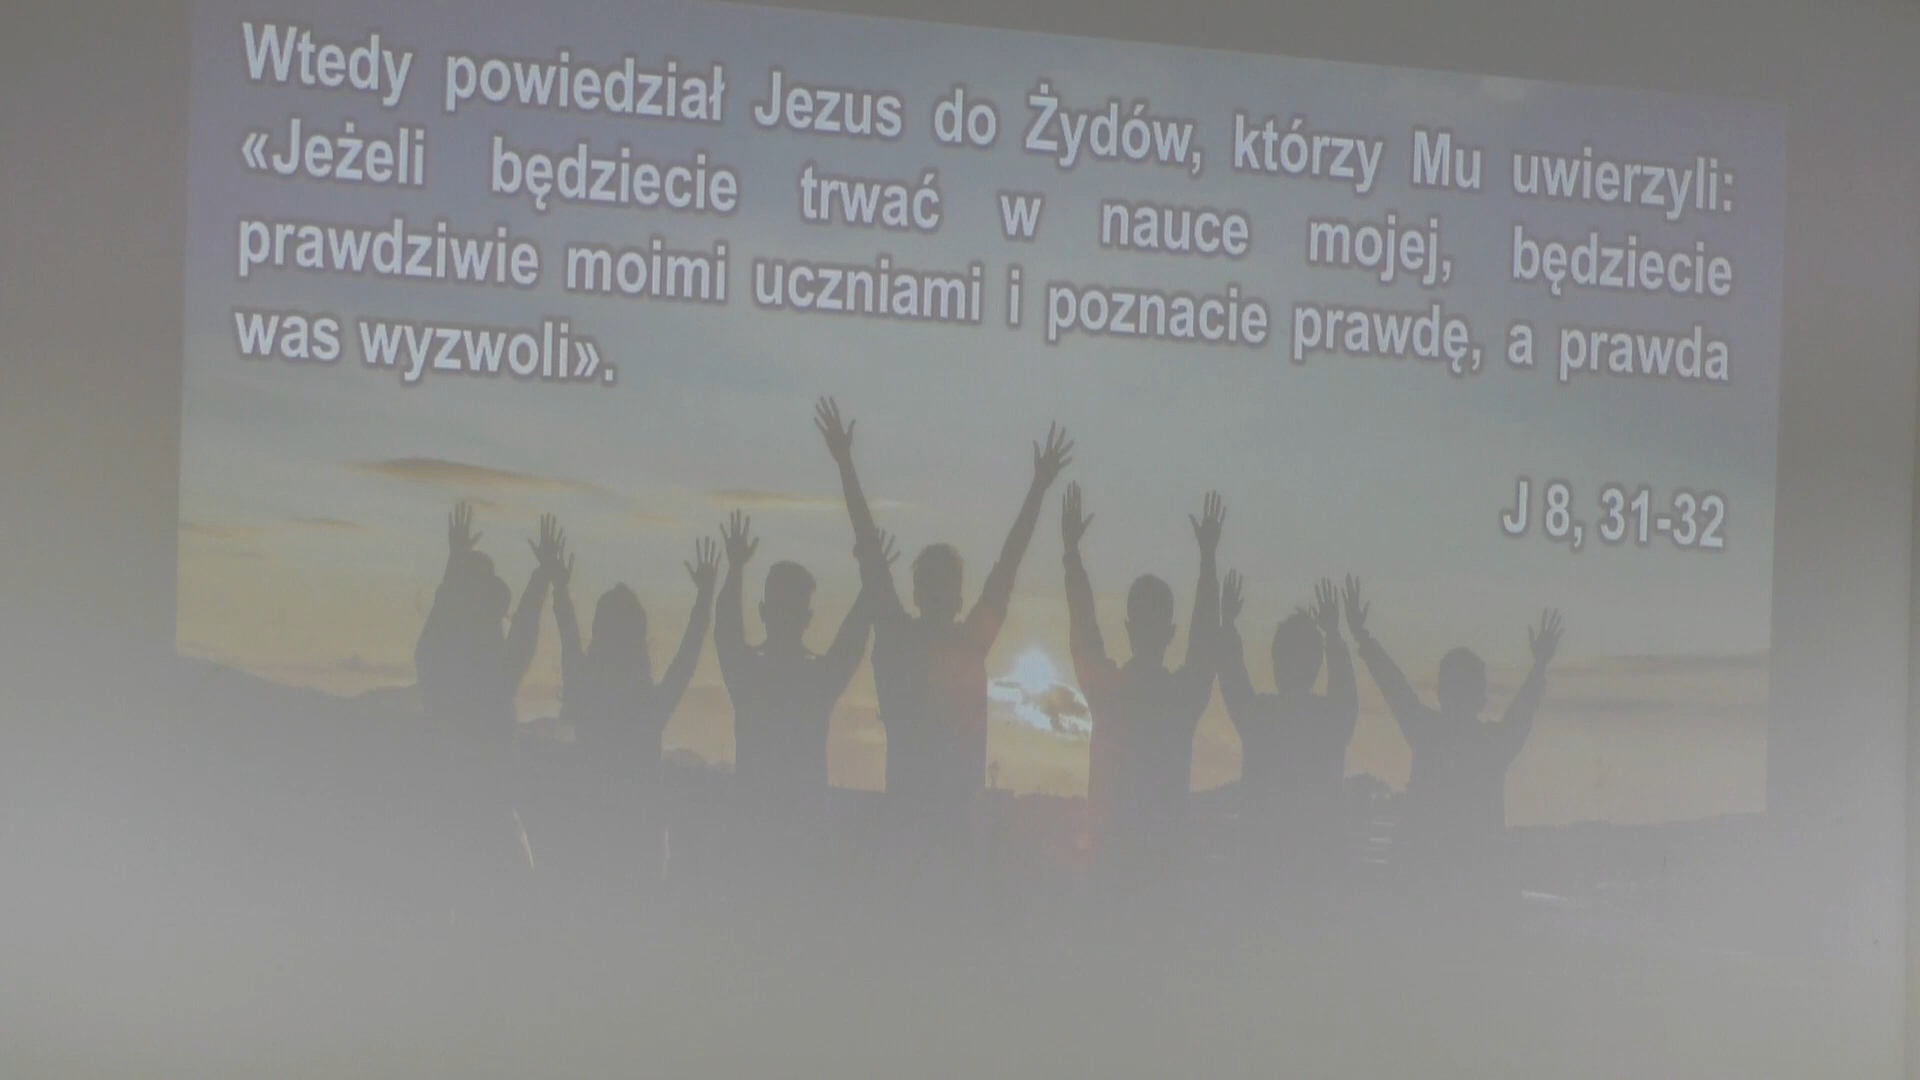 Wtedy powiedział Jezus do Żydów, którzy Mu uwierzyli:
«Jeżeli będziecie trwać w nauce mojej, będziecie
prawdziwie moimi uczniami i poznacie prawdę, a prawda
was wyzwoli».
J 8, 31-32